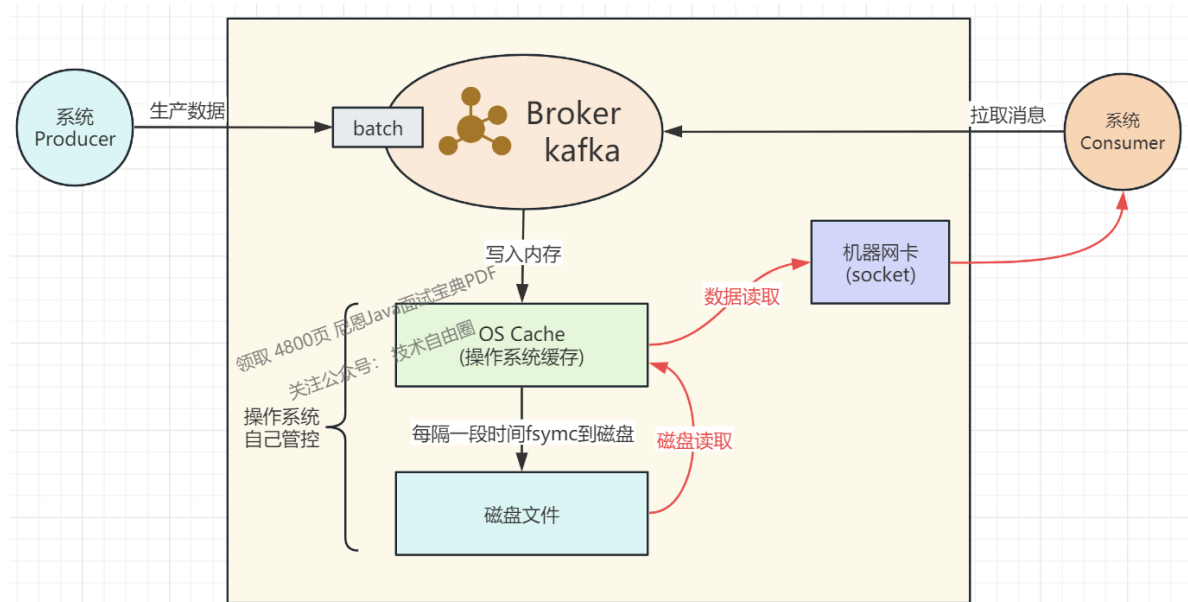 系统
Producer
生产数据
batch
Broker
kafka
拉取消息
系统
Consumer
写入内存
机器网卡
(socket)
数据读取
领取 4800页 尼恩Java面试宝典PDF
关注公众号： 技术自由圈
OS Cache
(操作系统缓存)
操作系统
自己管控
每隔一段时间fsymc到磁盘
磁盘读取
磁盘文件